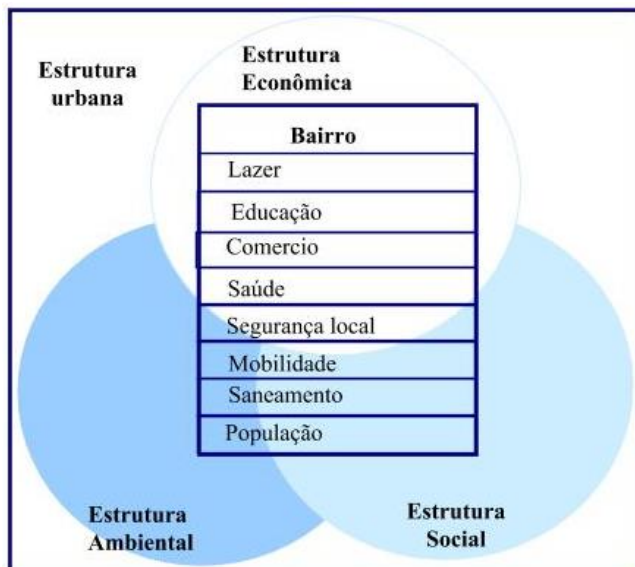 Estrutura
urbana
Estrutura
Econômica
Bairro
Lazer
Educação
Comercio
Saúde
Segurança local
Mobilidade
Saneamento
População
Estrutura
Ambiental
Estrutura
Social